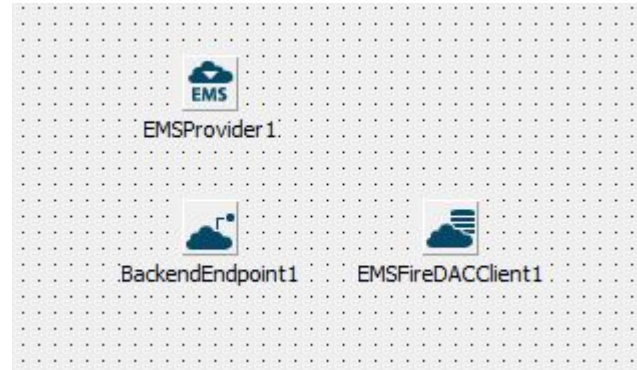 EMS
EMSProvider1
BackendEndpoint1
EMSFireDACClient1